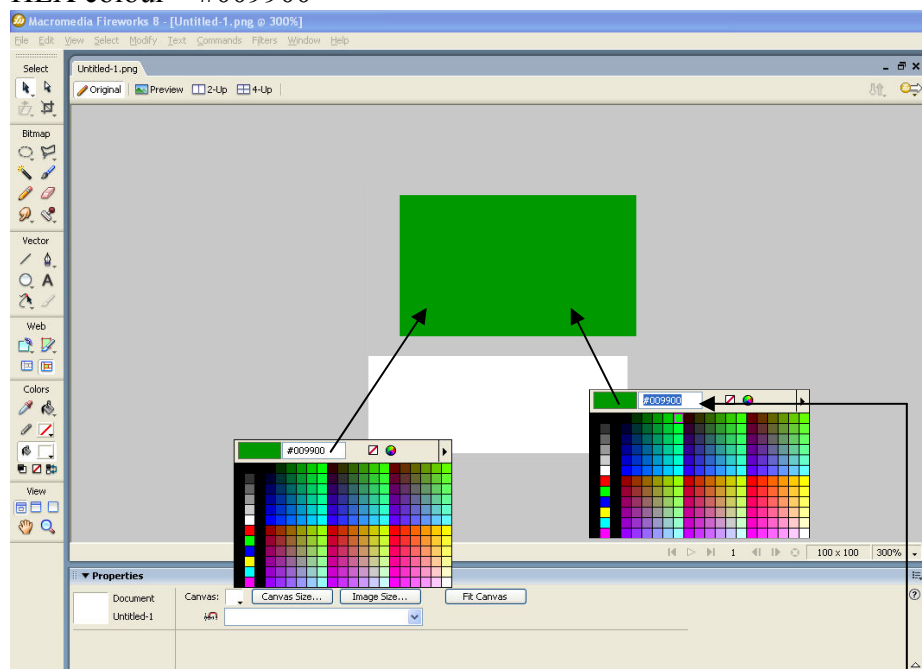 HEX colour - #009900
Macromedia Fireworks 8 - [Untitled-1.png @ 300%]
File Edit View Select Modify Text Commands Filters Window Help
Select
Untitled-1.png
Original Preview 2-Up 4-Up
Bitmap
Vector
A
Web
Colors
#009900
#009900
View
1 100 x 100 300%
Properties
Document Canvas: Canvas Size... Image Size... Fit Canvas
Untitled-1